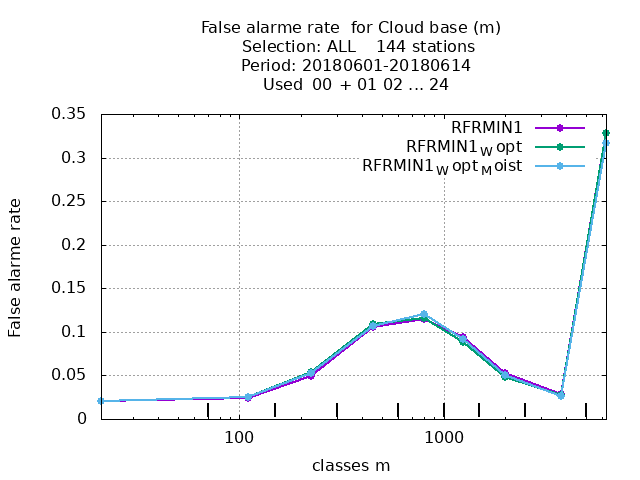 False alarme rate for Cloud base (m)
Selection: ALL 144 stations
Period: 20180601-20180614
Used 00 + 01 02 ... 24
0.35
0.3
0.25
0.2
0.15
0.1
0.05
0
False alarme rate
RFRMIN1
RFRMIN1Wopt
RFRMIN1WoptMoist
100
1000
classes m